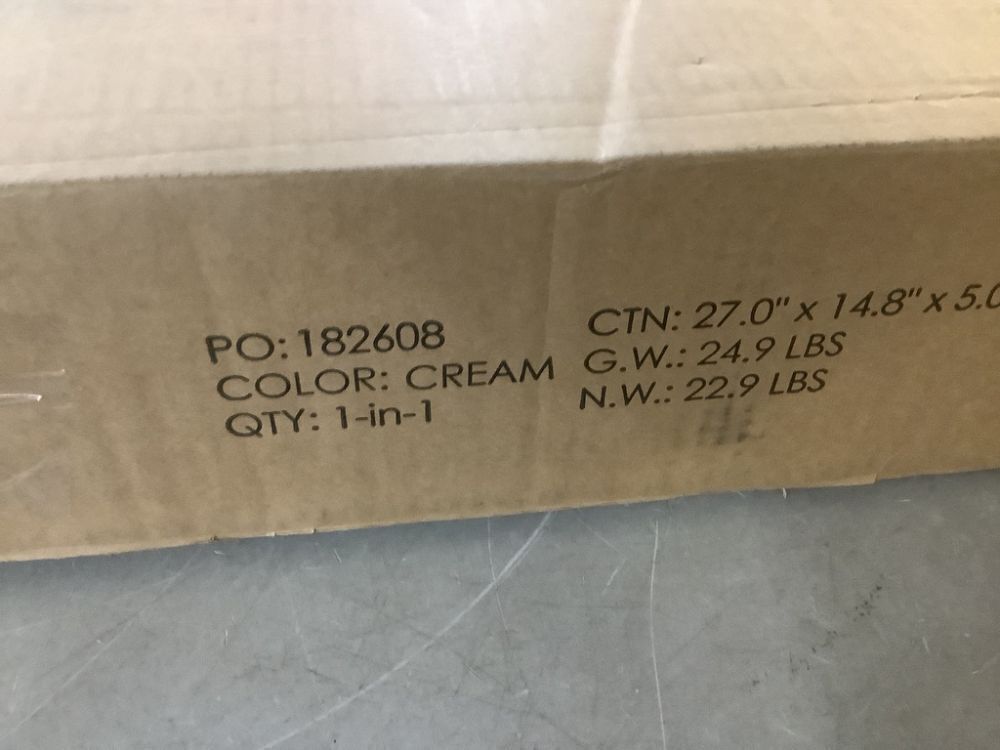 PO: 182608
COLOR: CREAM
QTY: 1-in-1
CTN: 27.0" x 14.8" x 5.0
G.W.: 24.9 LBS
N.W.: 22.9 LBS